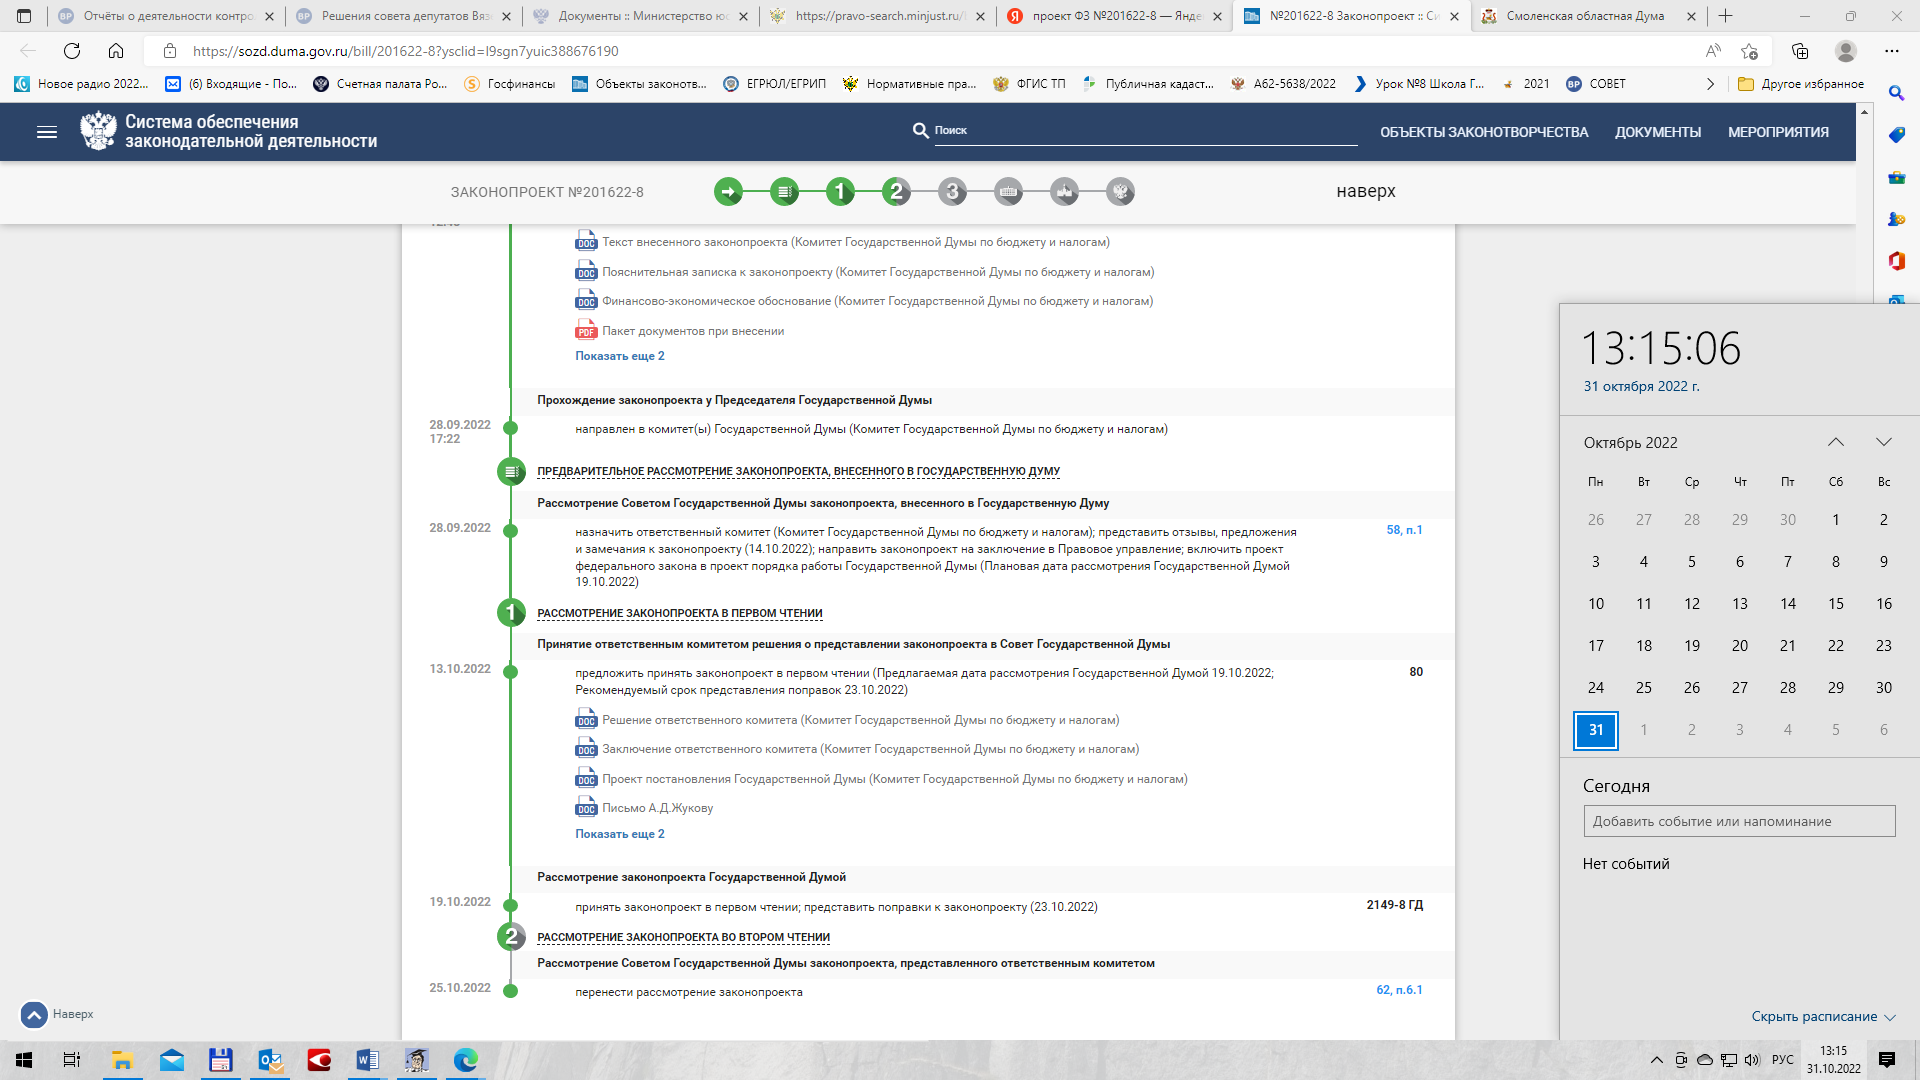 Отчёты о деятельности контро
Решения совета депутатов Вяз
Документы :: Министерство юс
https://pravo-search.minjust.ru/
проект ФЗ №201622-8 — Янде
№201622-8 Законопроект :: Си
Смоленская областная Дума
https://sozd.duma.gov.ru/bill/201622-8?ysclid=l9sgn7yuic388676190
Новое радио 2022...
(6) Входящие - По...
Счетная палата Ро...
Госфинансы
Объекты законотв...
ЕГРЮЛ/ЕГРИП
Нормативные пра...
ФГИС ТП
Публичная кадаст...
А62-5638/2022
Урок №8 Школа Г...
2021
СОВЕТ
Другое избранное
Система обеспечения
законодательной деятельности
Поиск
ОБЪЕКТЫ ЗАКОНОТВОРЧЕСТВА
ДОКУМЕНТЫ
МЕРОПРИЯТИЯ
ЗАКОНОПРОЕКТ №201622-8
1
2
3
наверх
DOC Текст внесенного законопроекта (Комитет Государственной Думы по бюджету и налогам)
DOC Пояснительная записка к законопроекту (Комитет Государственной Думы по бюджету и налогам)
DOC Финансово-экономическое обоснование (Комитет Государственной Думы по бюджету и налогам)
PDF Пакет документов при внесении
Показать еще 2
Прохождение законопроекта у Председателя Государственной Думы
28.09.2022
17:22
направлен в комитет(ы) Государственной Думы (Комитет Государственной Думы по бюджету и налогам)
ПРЕДВАРИТЕЛЬНОЕ РАССМОТРЕНИЕ ЗАКОНОПРОЕКТА, ВНЕСЕННОГО В ГОСУДАРСТВЕННУЮ ДУМУ
Рассмотрение Советом Государственной Думы законопроекта, внесенного в Государственную Думу
28.09.2022
назначить ответственный комитет (Комитет Государственной Думы по бюджету и налогам); представить отзывы, предложения
и замечания к законопроекту (14.10.2022); направить законопроект на заключение в Правовое управление; включить проект
федерального закона в проект порядка работы Государственной Думы (Плановая дата рассмотрения Государственной Думой
19.10.2022)
58, п.1
1 РАССМОТРЕНИЕ ЗАКОНОПРОЕКТА В ПЕРВОМ ЧТЕНИИ
Принятие ответственным комитетом решения о представлении законопроекта в Совет Государственной Думы
13.10.2022
предложить принять законопроект в первом чтении (Предлагаемая дата рассмотрения Государственной Думой 19.10.2022;
Рекомендуемый срок представления поправок 23.10.2022)
80
DOC Решение ответственного комитета (Комитет Государственной Думы по бюджету и налогам)
DOC Заключение ответственного комитета (Комитет Государственной Думы по бюджету и налогам)
DOC Проект постановления Государственной Думы (Комитет Государственной Думы по бюджету и налогам)
DOC Письмо А.Д.Жукову
Показать еще 2
Рассмотрение законопроекта Государственной Думой
19.10.2022
принять законопроект в первом чтении; представить поправки к законопроекту (23.10.2022)
2149-8 ГД
2 РАССМОТРЕНИЕ ЗАКОНОПРОЕКТА ВО ВТОРОМ ЧТЕНИИ
Рассмотрение Советом Государственной Думы законопроекта, представленного ответственным комитетом
25.10.2022
перенести рассмотрение законопроекта
62, п.6.1
Наверх
13:15:06
31 октября 2022 г.
Октябрь 2022
Пн Вт Ср Чт Пт Сб Вс
26 27 28 29 30 1 2
3 4 5 6 7 8 9
10 11 12 13 14 15 16
17 18 19 20 21 22 23
24 25 26 27 28 29 30
31 1 2 3 4 5 6
Сегодня
Добавить событие или напоминание
Нет событий
Скрыть расписание
РУС
13:15
31.10.2022